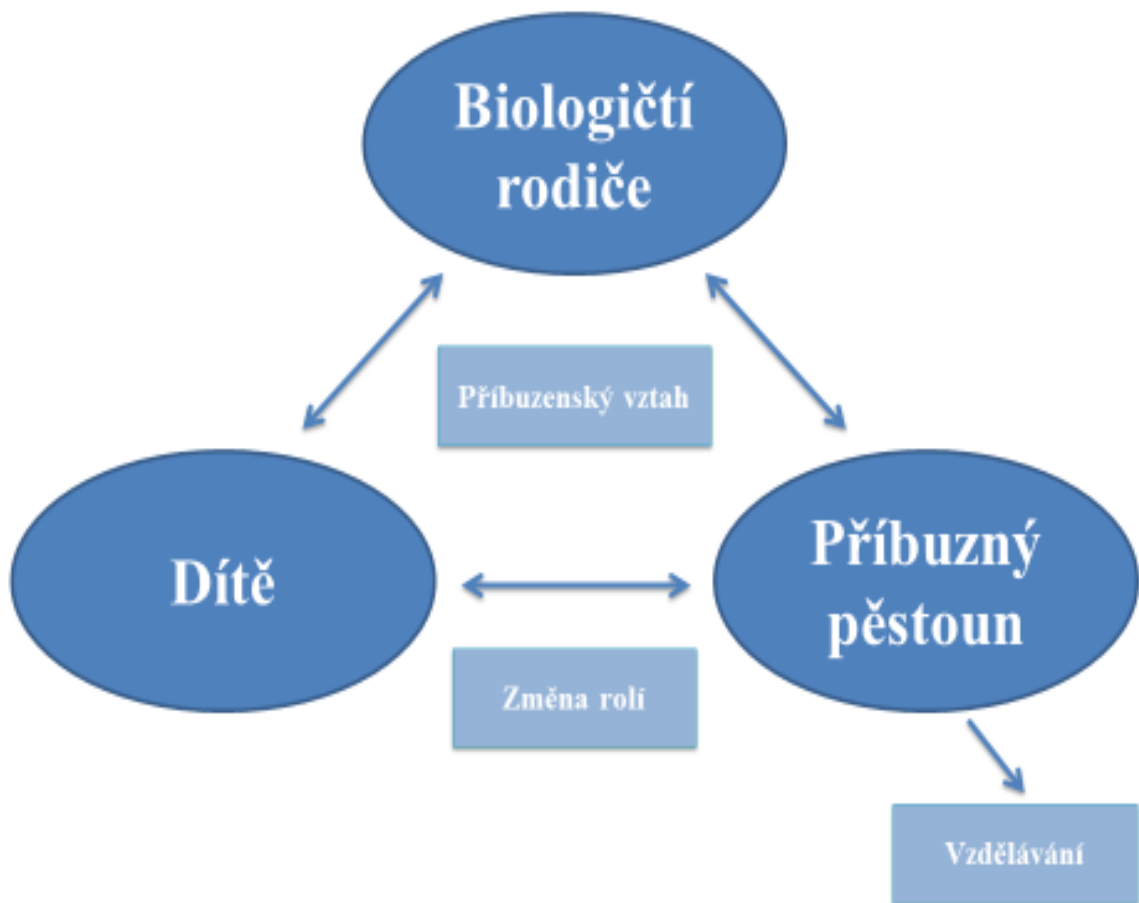 Biologičtí
rodiče
Příbuzenský vztah
Dítě
Příbuzný
pěstoun
Změna rolí
Vzdělávání